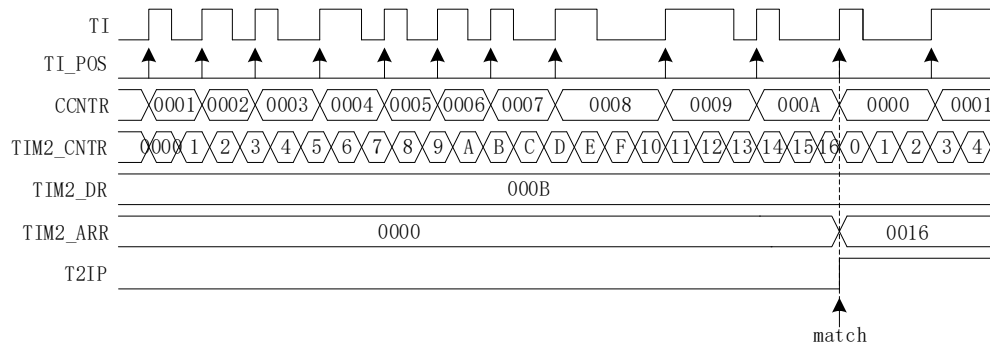 TI
TI_POS
CCNTR 0001 0002 0003 0004 0005 0006 0007 0008 0009 000A 0000 0001
TIM2_CNTR 0000 1 2 3 4 5 6 7 8 9 A B C D E F 10 11 12 13 14 15 16 0 1 2 3 4
TIM2_DR 000B
TIM2_ARR 0000 0016
T2IP
match